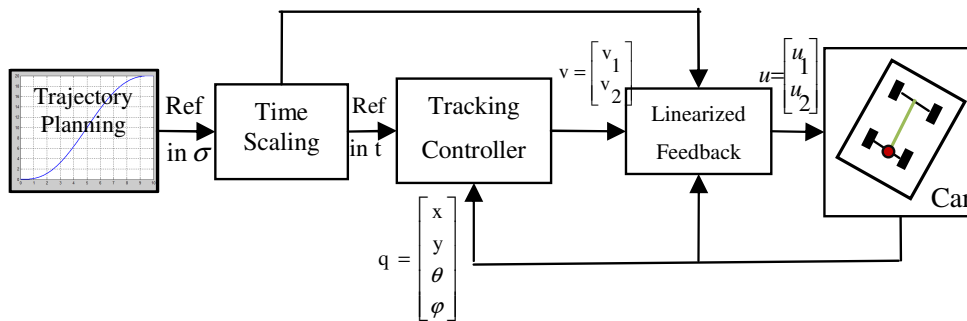 Trajectory
Planning
Ref
in σ
Time
Scaling
Ref
in t
Tracking
Controller
v = [v1 v2]
Linearized
Feedback
u = [u1 u2]
Car
q = [x
y
θ
φ]